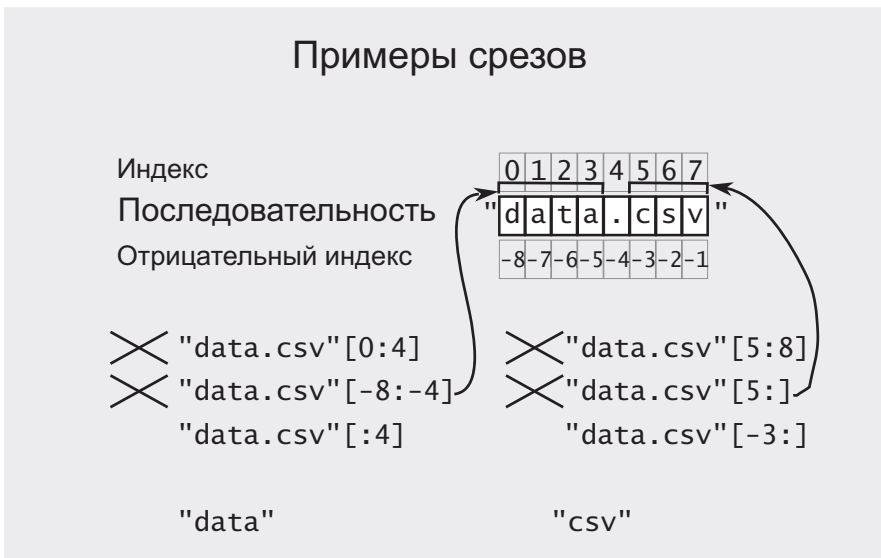 Примеры срезов
Индекс 0 1 2 3 4 5 6 7
Последовательность "data.csv"
Отрицательный индекс -8 -7 -6 -5 -4 -3 -2 -1
"data.csv"[0:4] "data.csv"[5:8]
"data.csv"[-8:-4] "data.csv"[5:]
"data.csv"[:4] "data.csv"[-3:]
"data" "csv"